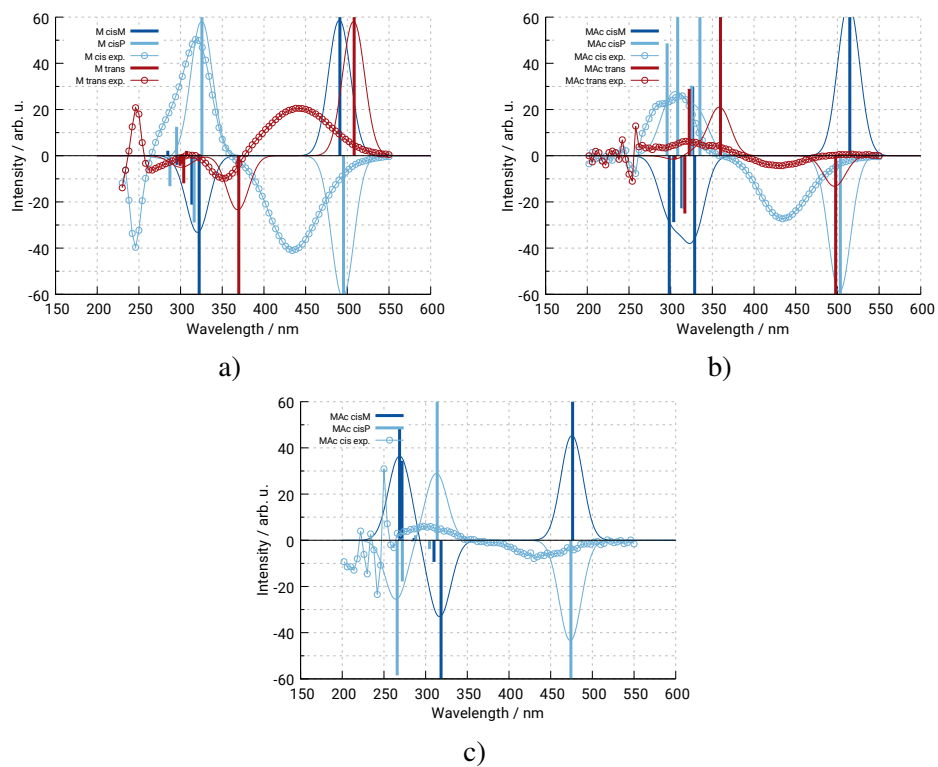 60
40
20
0
-20
-40
-60
150 200 250 300 350 400 450 500 550 600
Intensity / arb. u.
Wavelength / nm
M cisM
M cisP
M cis exp.
M trans
M trans exp.
a)
60
40
20
0
-20
-40
-60
150 200 250 300 350 400 450 500 550 600
Intensity / arb. u.
Wavelength / nm
MAc cisM
MAc cisP
MAc cis exp.
MAc trans
MAc trans exp.
b)
60
40
20
0
-20
-40
-60
150 200 250 300 350 400 450 500 550 600
Intensity / arb. u.
Wavelength / nm
MAc cisM
MAc cisP
MAc cis exp.
c)